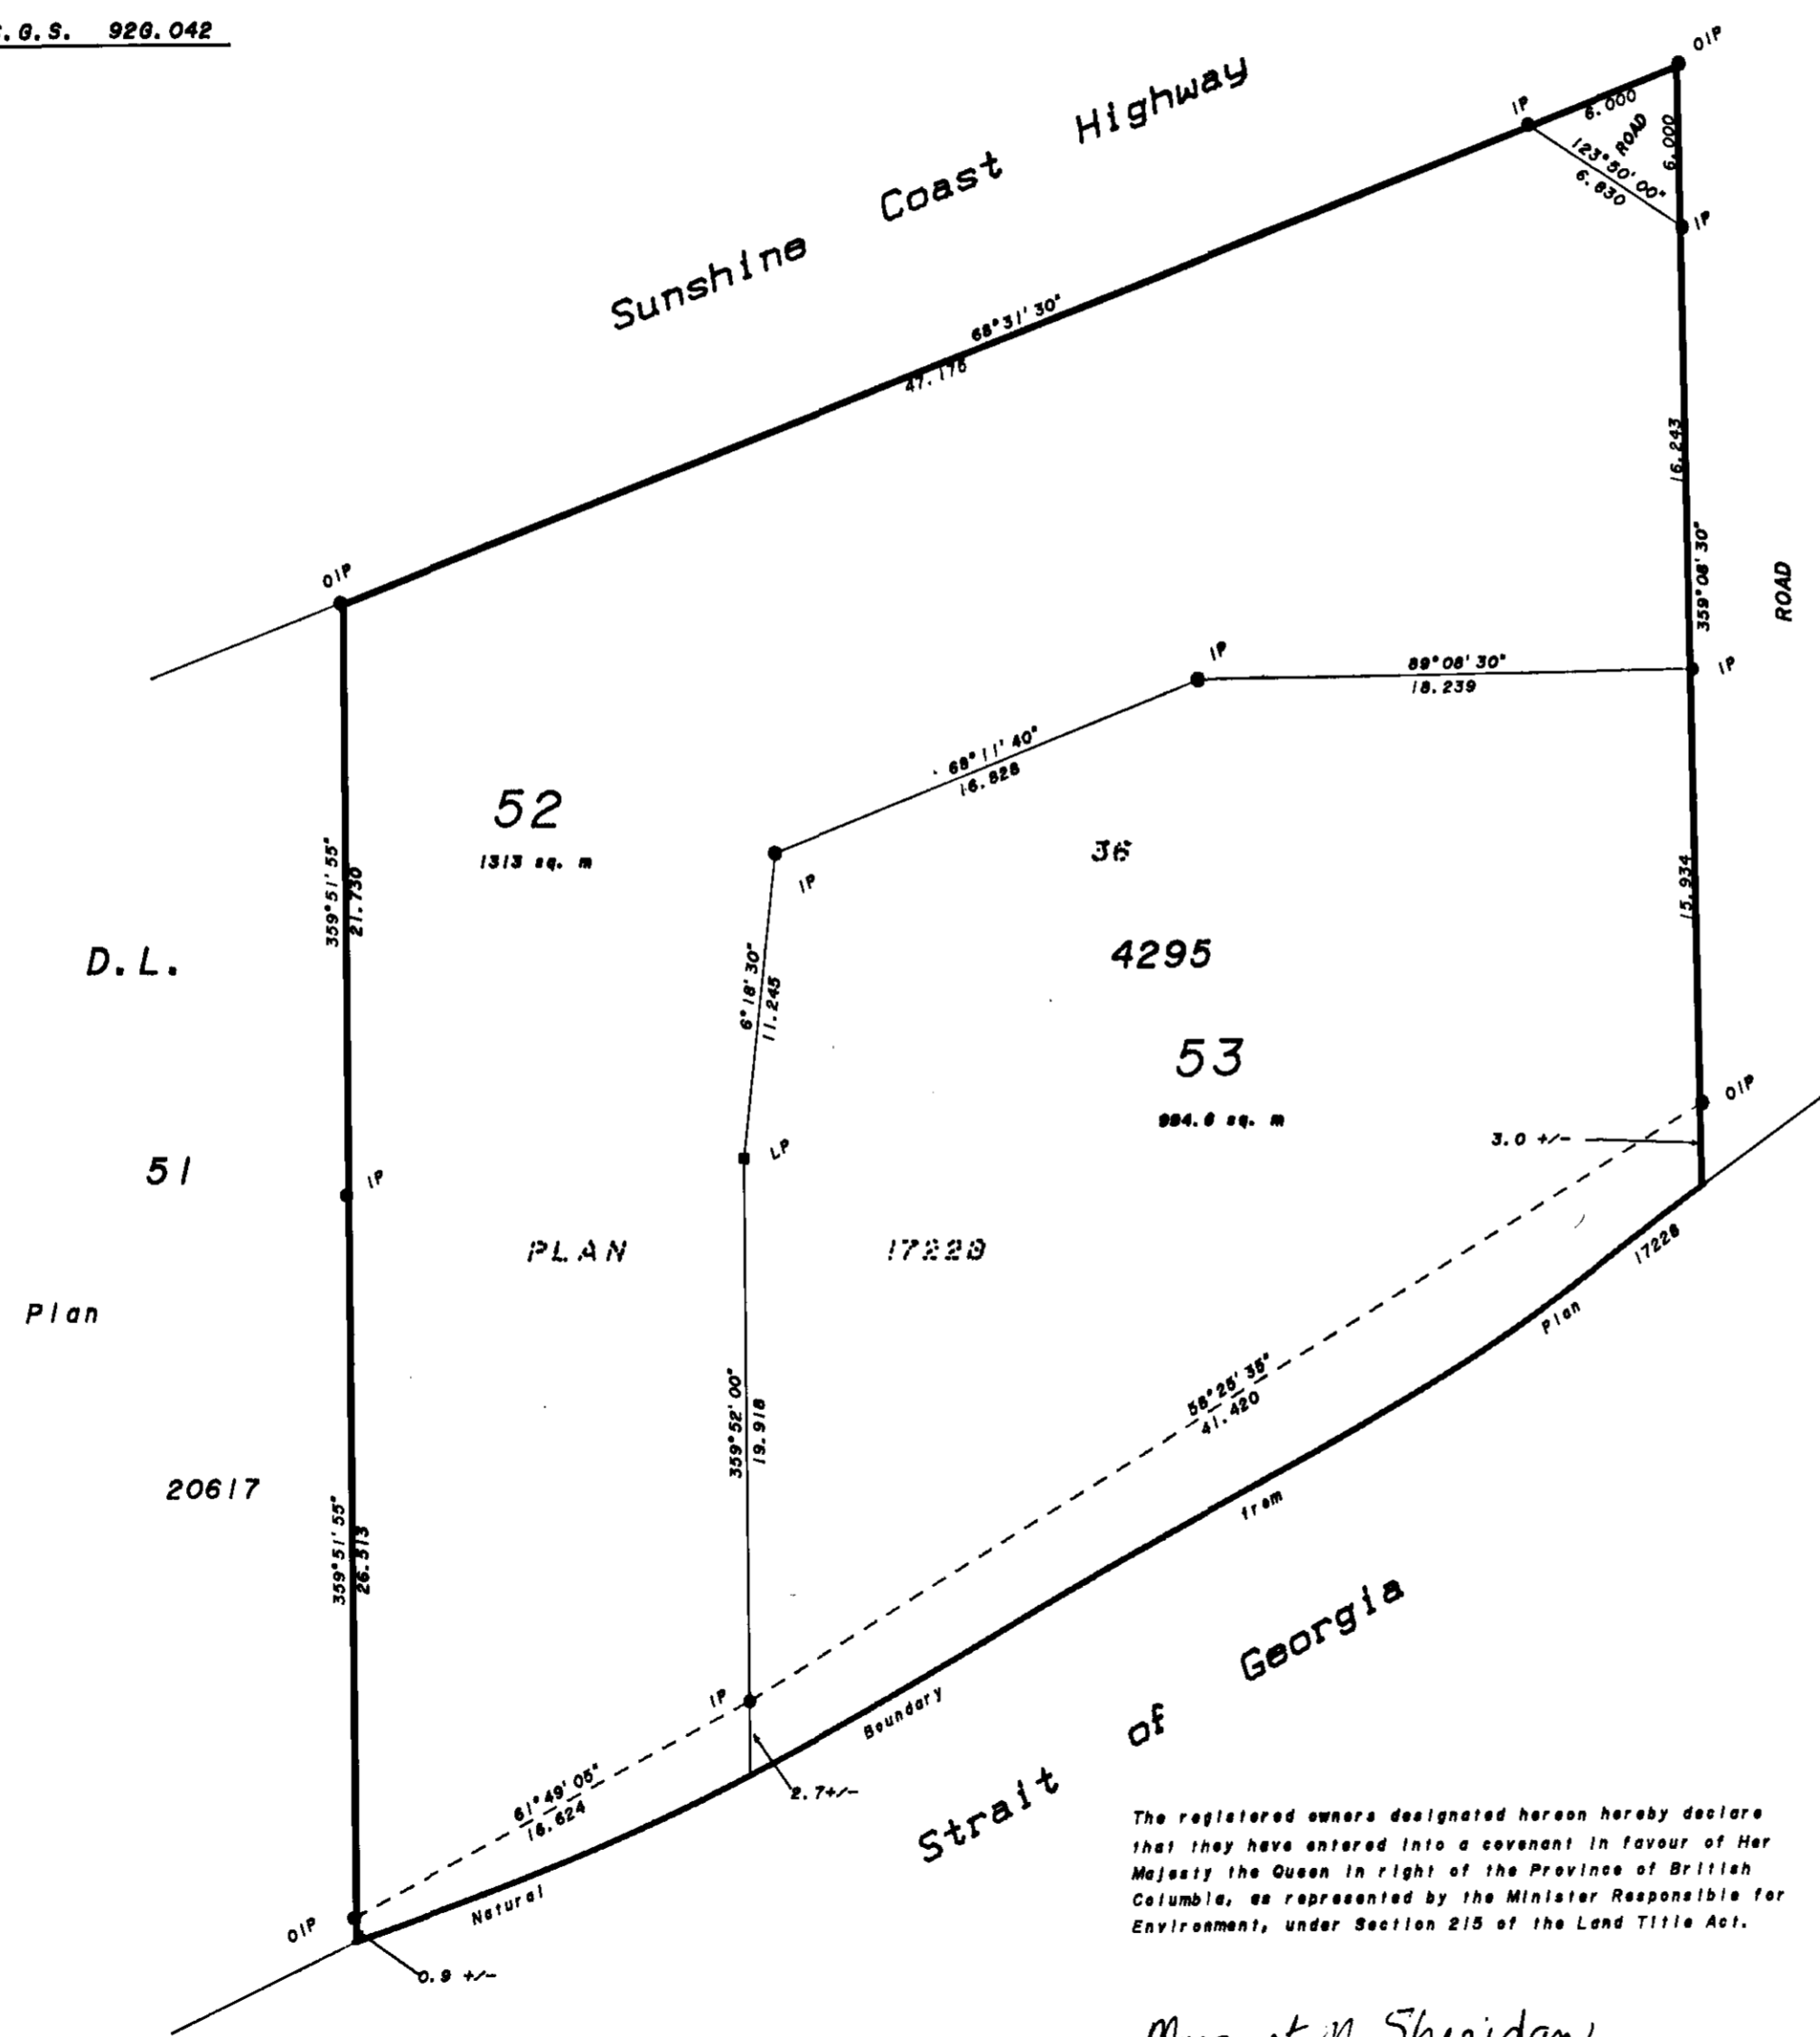 .G.S. 92G.042
OIP
Sunshine Coast Highway
IP
6.000
ROAD
6.000
123°50'00"
6.830
IP
68°31'30"
47.176
16.243
359°08'30"
ROAD
OIP
IP
89°08'30"
18.239
IP
68°11'40"
16.828
52
1313 sq. m
IP
36
359°51'55"
21.730
15.934
D.L.
6°18'30"
11.245
4295
53
994.6 sq. m
OIP
3.0 +/-
LP
51
IP
PLAN 17228
17228
Plan
Plan
359°52'00"
19.918
58°25'35"
41.420
20617
from
359°51'55"
26.513
Strait of Georgia
IP
Boundary
2.7+/-
61°49'05"
16.624
Natural
OIP
0.9 +/-
The registered owners designated hereon hereby declare
that they have entered into a covenant in favour of Her
Majesty the Queen in right of the Province of British
Columbia, as represented by the Minister Responsible for
Environment, under Section 215 of the Land Title Act.
Sheridan